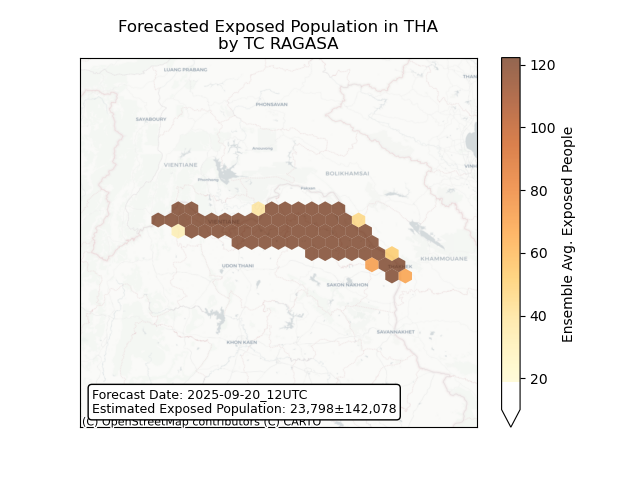 Forecasted Exposed Population in THA
by TC RAGASA
LUANG PRABANG
PHONSAVAN
SAYABOURY
VIENTIANE
BOLIKHAMSAI
KHAMMOUANE
UDON THANI
SAKON NAKHON
SAVANNAKHET
KHON KAEN
Forecast Date: 2025-09-20_12UTC
Estimated Exposed Population: 23,798±142,078
(C) OpenStreetMap contributors (C) CARTO
120
100
80
60
40
20
Ensemble Avg. Exposed People